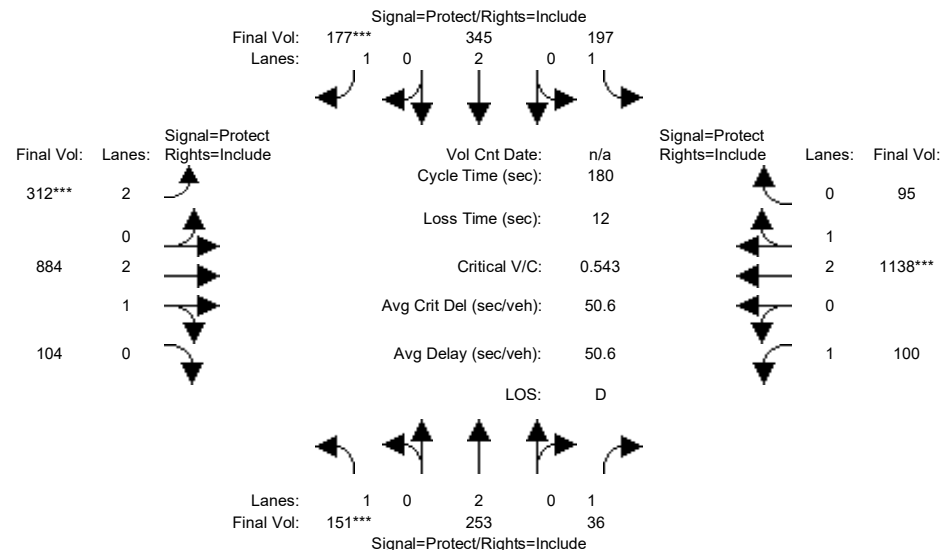 Signal=Protect/Rights=Include
Final Vol: 177*** 345 197
Lanes: 1 0 2 0 1
Signal=Protect Signal=Protect
Final Vol: Lanes: Rights=Include Vol Cnt Date: n/a Rights=Include Lanes: Final Vol:
Cycle Time (sec): 180
312*** 2 0 95
Loss Time (sec): 12
0 1
884 2 Critical V/C: 0.543 2 1138***
1 Avg Crit Del (sec/veh): 50.6 0
104 0 Avg Delay (sec/veh): 50.6 1 100
LOS: D
Lanes: 1 0 2 0 1
Final Vol: 151*** 253 36
Signal=Protect/Rights=Include